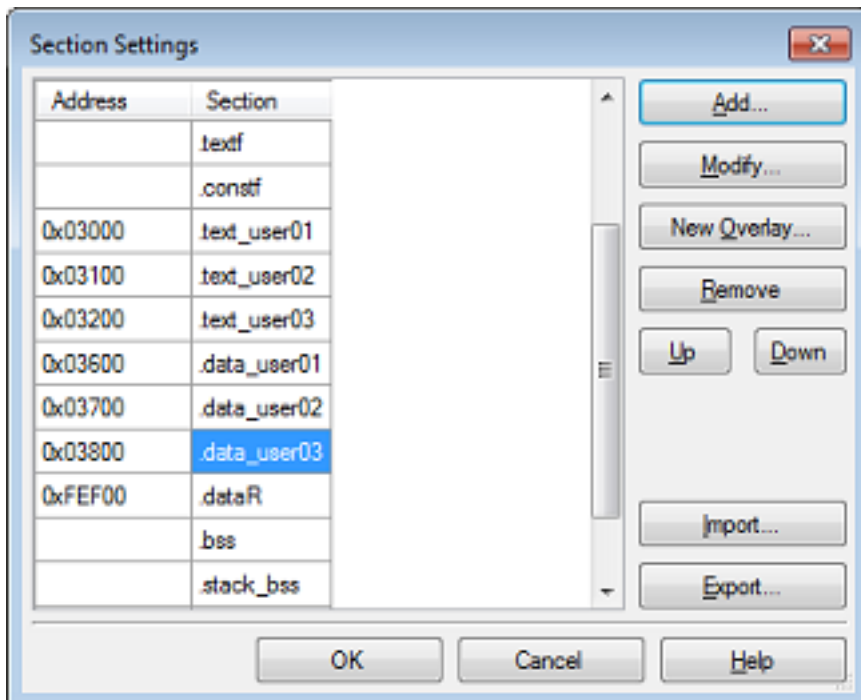 Section Settings
Address Section
.textf
.constf
0x03000 .text_user01
0x03100 .text_user02
0x03200 .text_user03
0x03600 .data_user01
0x03700 .data_user02
0x03800 .data_user03
0xFEF00 .dataR
.bss
.stack_bss
Add...
Modify...
New Overlay...
Remove
Up Down
Import...
Export...
OK Cancel Help